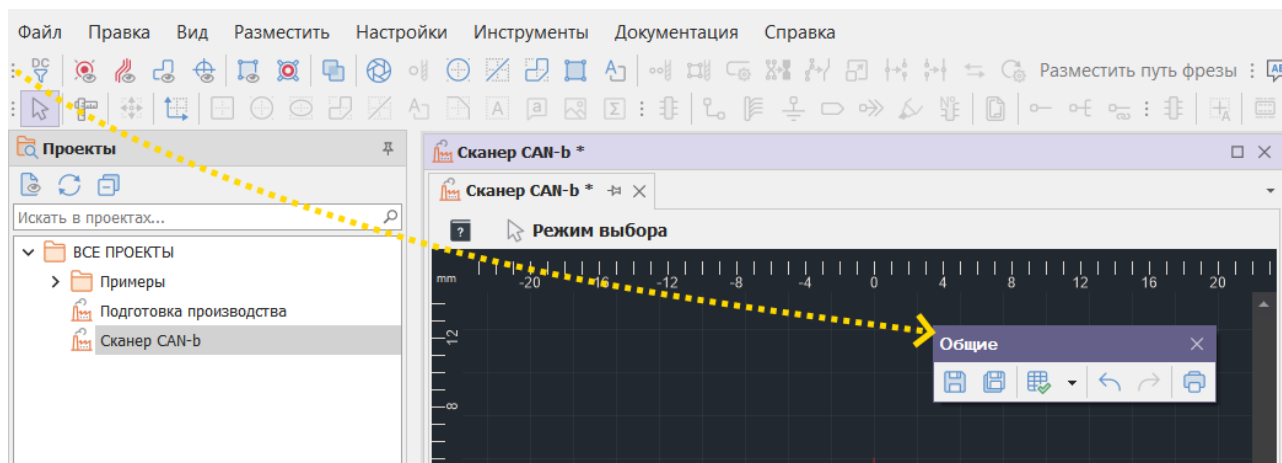 Файл Правка Вид Разместить Настройки Инструменты Документация Справка
DC Разместить путь фрезы
A a Σ № A
Проекты
Сканер CAN-b *
Сканер CAN-b *
Искать в проектах...
? Режим выбора
ВСЕ ПРОЕКТЫ
mm -20 -16 -12 -8 -4 0 4 8 12 16 20
Примеры
Подготовка производства
12
Сканер CAN-b
Общие
8